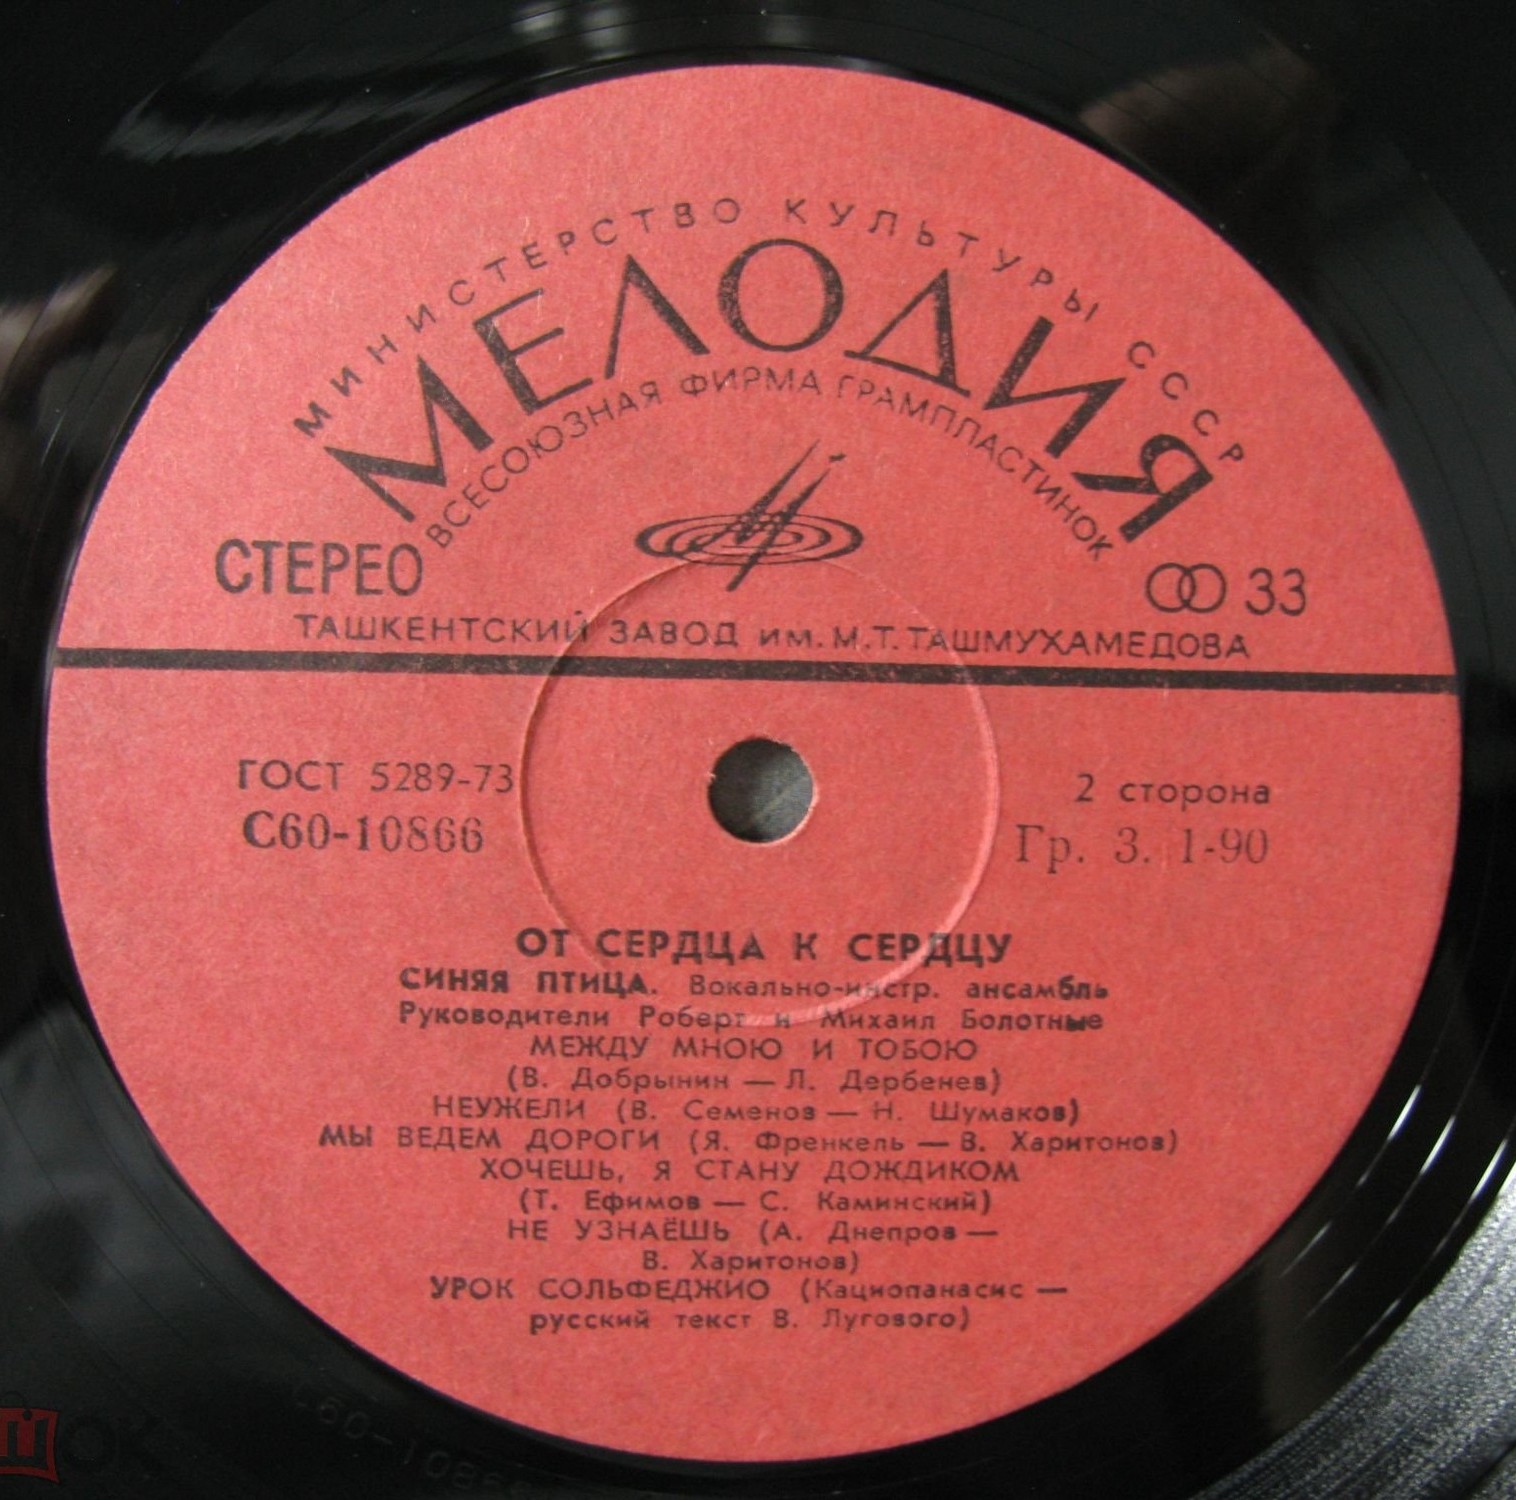 МИНИСТЕРСТВО КУЛЬТУРЫ СССР
МЕЛОДИЯ
ВСЕСОЮЗНАЯ ФИРМА ГРАМПЛАСТИНОК
СТЕРЕО
33
ТАШКЕНТСКИЙ ЗАВОД им. М.Т. ТАШМУХАМЕДОВА
ГОСТ 5289-73
2 сторона
С60-10866
Гр. 3. 1-90
ОТ СЕРДЦА К СЕРДЦУ
СИНЯЯ ПТИЦА. Вокально-инстр. ансамбль
Руководители Роберт и Михаил Болотные
МЕЖДУ МНОЮ И ТОБОЮ
(В. Добрынин — Л. Дербенев)
НЕУЖЕЛИ (В. Семенов — Н. Шумаков)
МЫ ВЕДЕМ ДОРОГИ (Я. Френкель — В. Харитонов)
ХОЧЕШЬ, Я СТАНУ ДОЖДИКОМ
(Т. Ефимов — С. Каминский)
НЕ УЗНАЁШЬ (А. Днепров —
В. Харитонов)
УРОК СОЛЬФЕДЖИО (Кациопанасис —
русский текст В. Лугового)